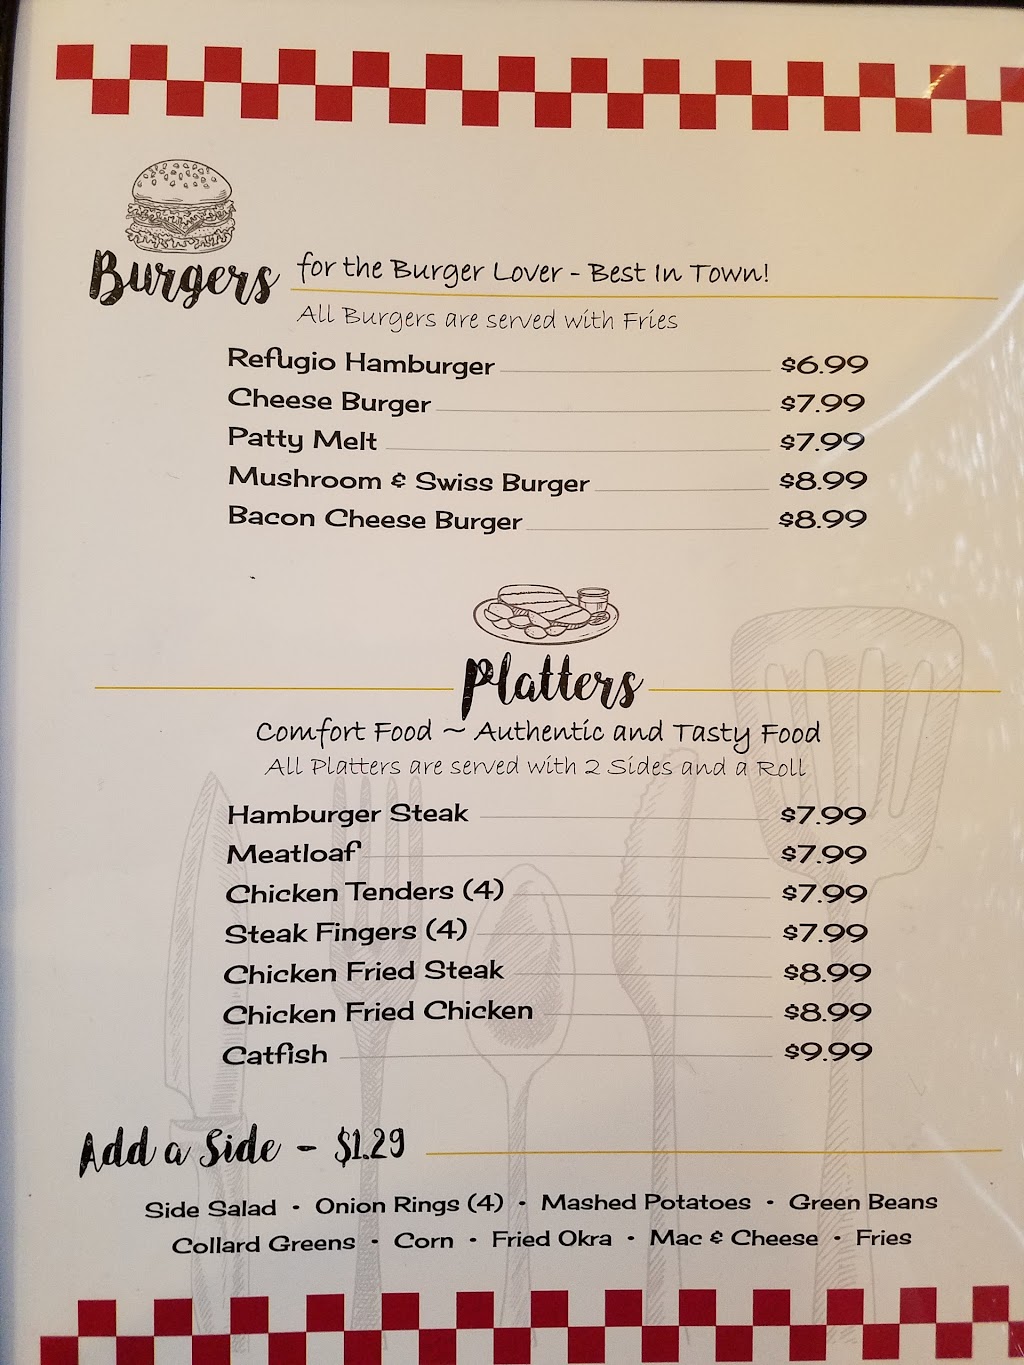 Burgers for the Burger Lover - Best In Town!
All Burgers are served with Fries
Refugio Hamburger $6.99
Cheese Burger $7.99
Patty Melt $7.99
Mushroom & Swiss Burger $8.99
Bacon Cheese Burger $8.99
Platters
Comfort Food ~ Authentic and Tasty Food
All Platters are served with 2 Sides and a Roll
Hamburger Steak $7.99
Meatloaf $7.99
Chicken Tenders (4) $7.99
Steak Fingers (4) $7.99
Chicken Fried Steak $8.99
Chicken Fried Chicken $8.99
Catfish $9.99
Add a Side - $1.29
Side Salad • Onion Rings (4) • Mashed Potatoes • Green Beans
Collard Greens • Corn • Fried Okra • Mac & Cheese • Fries